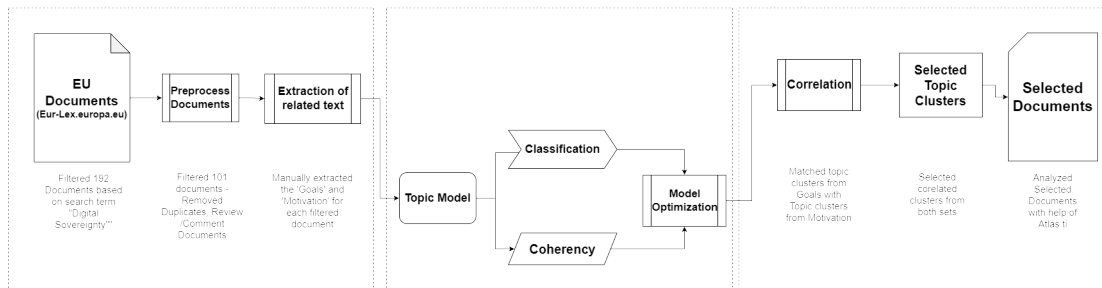 EU
Documents
(Eur-Lex.europa.eu)
Filtered 192
Documents based
on search term
"Digital
Sovereignty""
Preprocess
Documents
Filtered 101
documents -
Removed
Duplicates, Review
/Comment
Documents
Extraction of
related text
Manually extracted
the 'Goals' and
'Motivation' for
each filtered
document
Topic Model
Classification
Coherency
Model
Optimization
Correlation
Matched topic
clusters from
Goals with
Topic clusters
from Motivation
Selected
Topic
Clusters
Selected
corelated
clusters from
both sets
Selected
Documents
Analyzed
Selected
Documents
with help of
Atlas ti